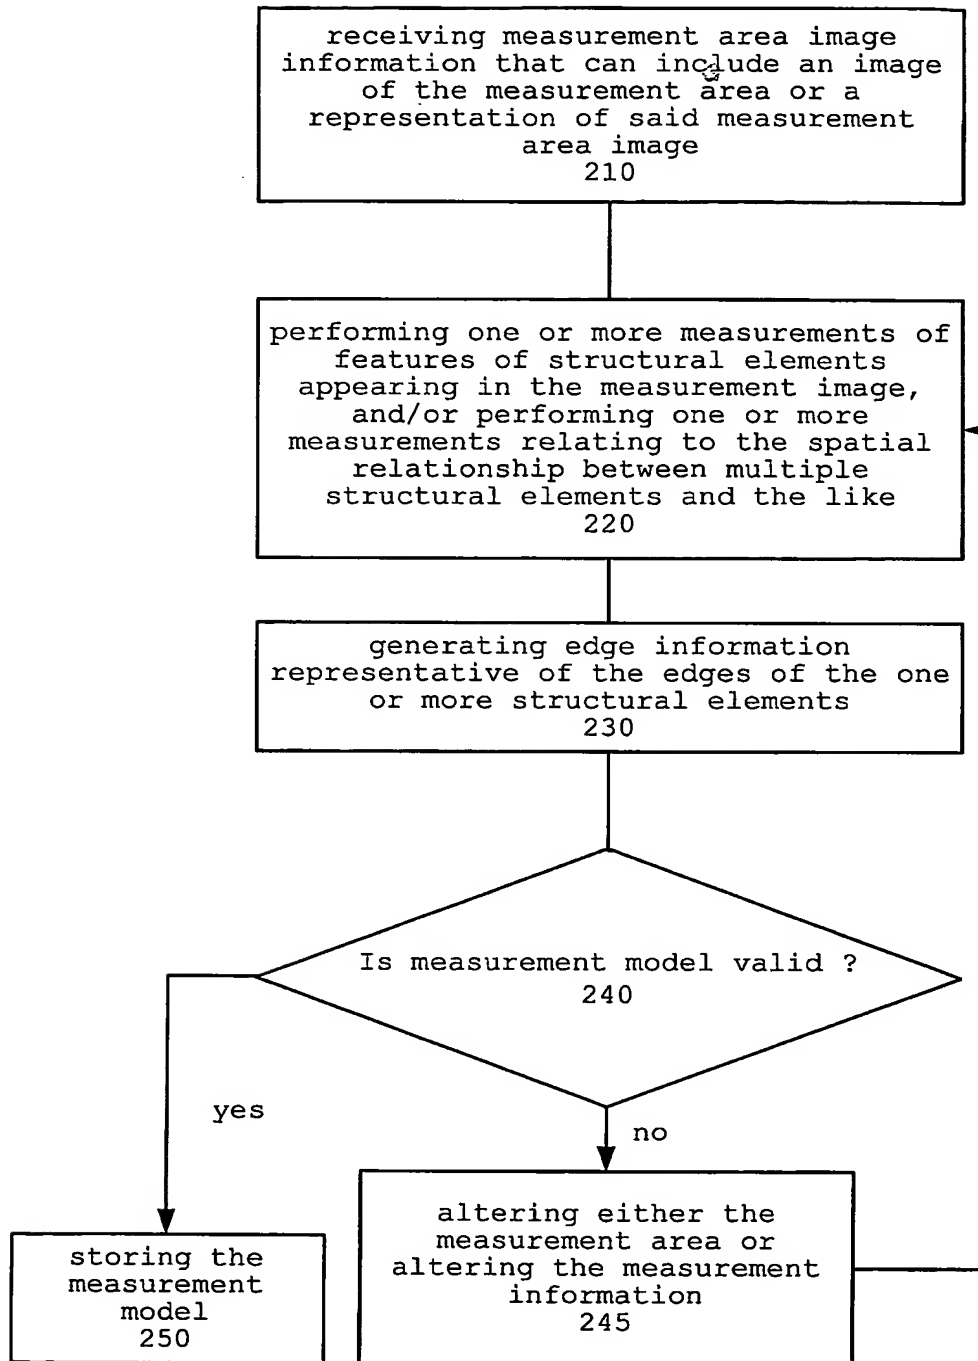 receiving measurement area image
information that can include an image
of the measurement area or a
representation of said measurement
area image
210
performing one or more measurements of
features of structural elements
appearing in the measurement image,
and/or performing one or more
measurements relating to the spatial
relationship between multiple
structural elements and the like
220
generating edge information
representative of the edges of the one
or more structural elements
230
Is measurement model valid ?
240
yes
no
storing the
measurement
model
250
altering either the
measurement area or
altering the measurement
information
245